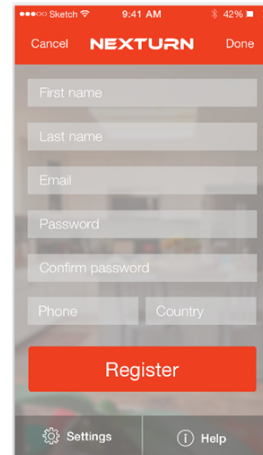 Sketch 9:41 AM 42%
Cancel NEXTURN Done
First name
Last name
Email
Password
Confirm password
Phone Country
Register
Settings Help